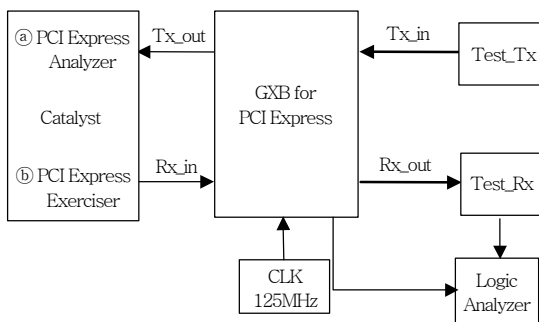 ⓐ PCI Express
Analyzer
Catalyst
ⓑ PCI Express
Exerciser
Tx_out
Rx_in
GXB for
PCI Express
Tx_in
Rx_out
Test_Tx
Test_Rx
CLK
125MHz
Logic
Analyzer